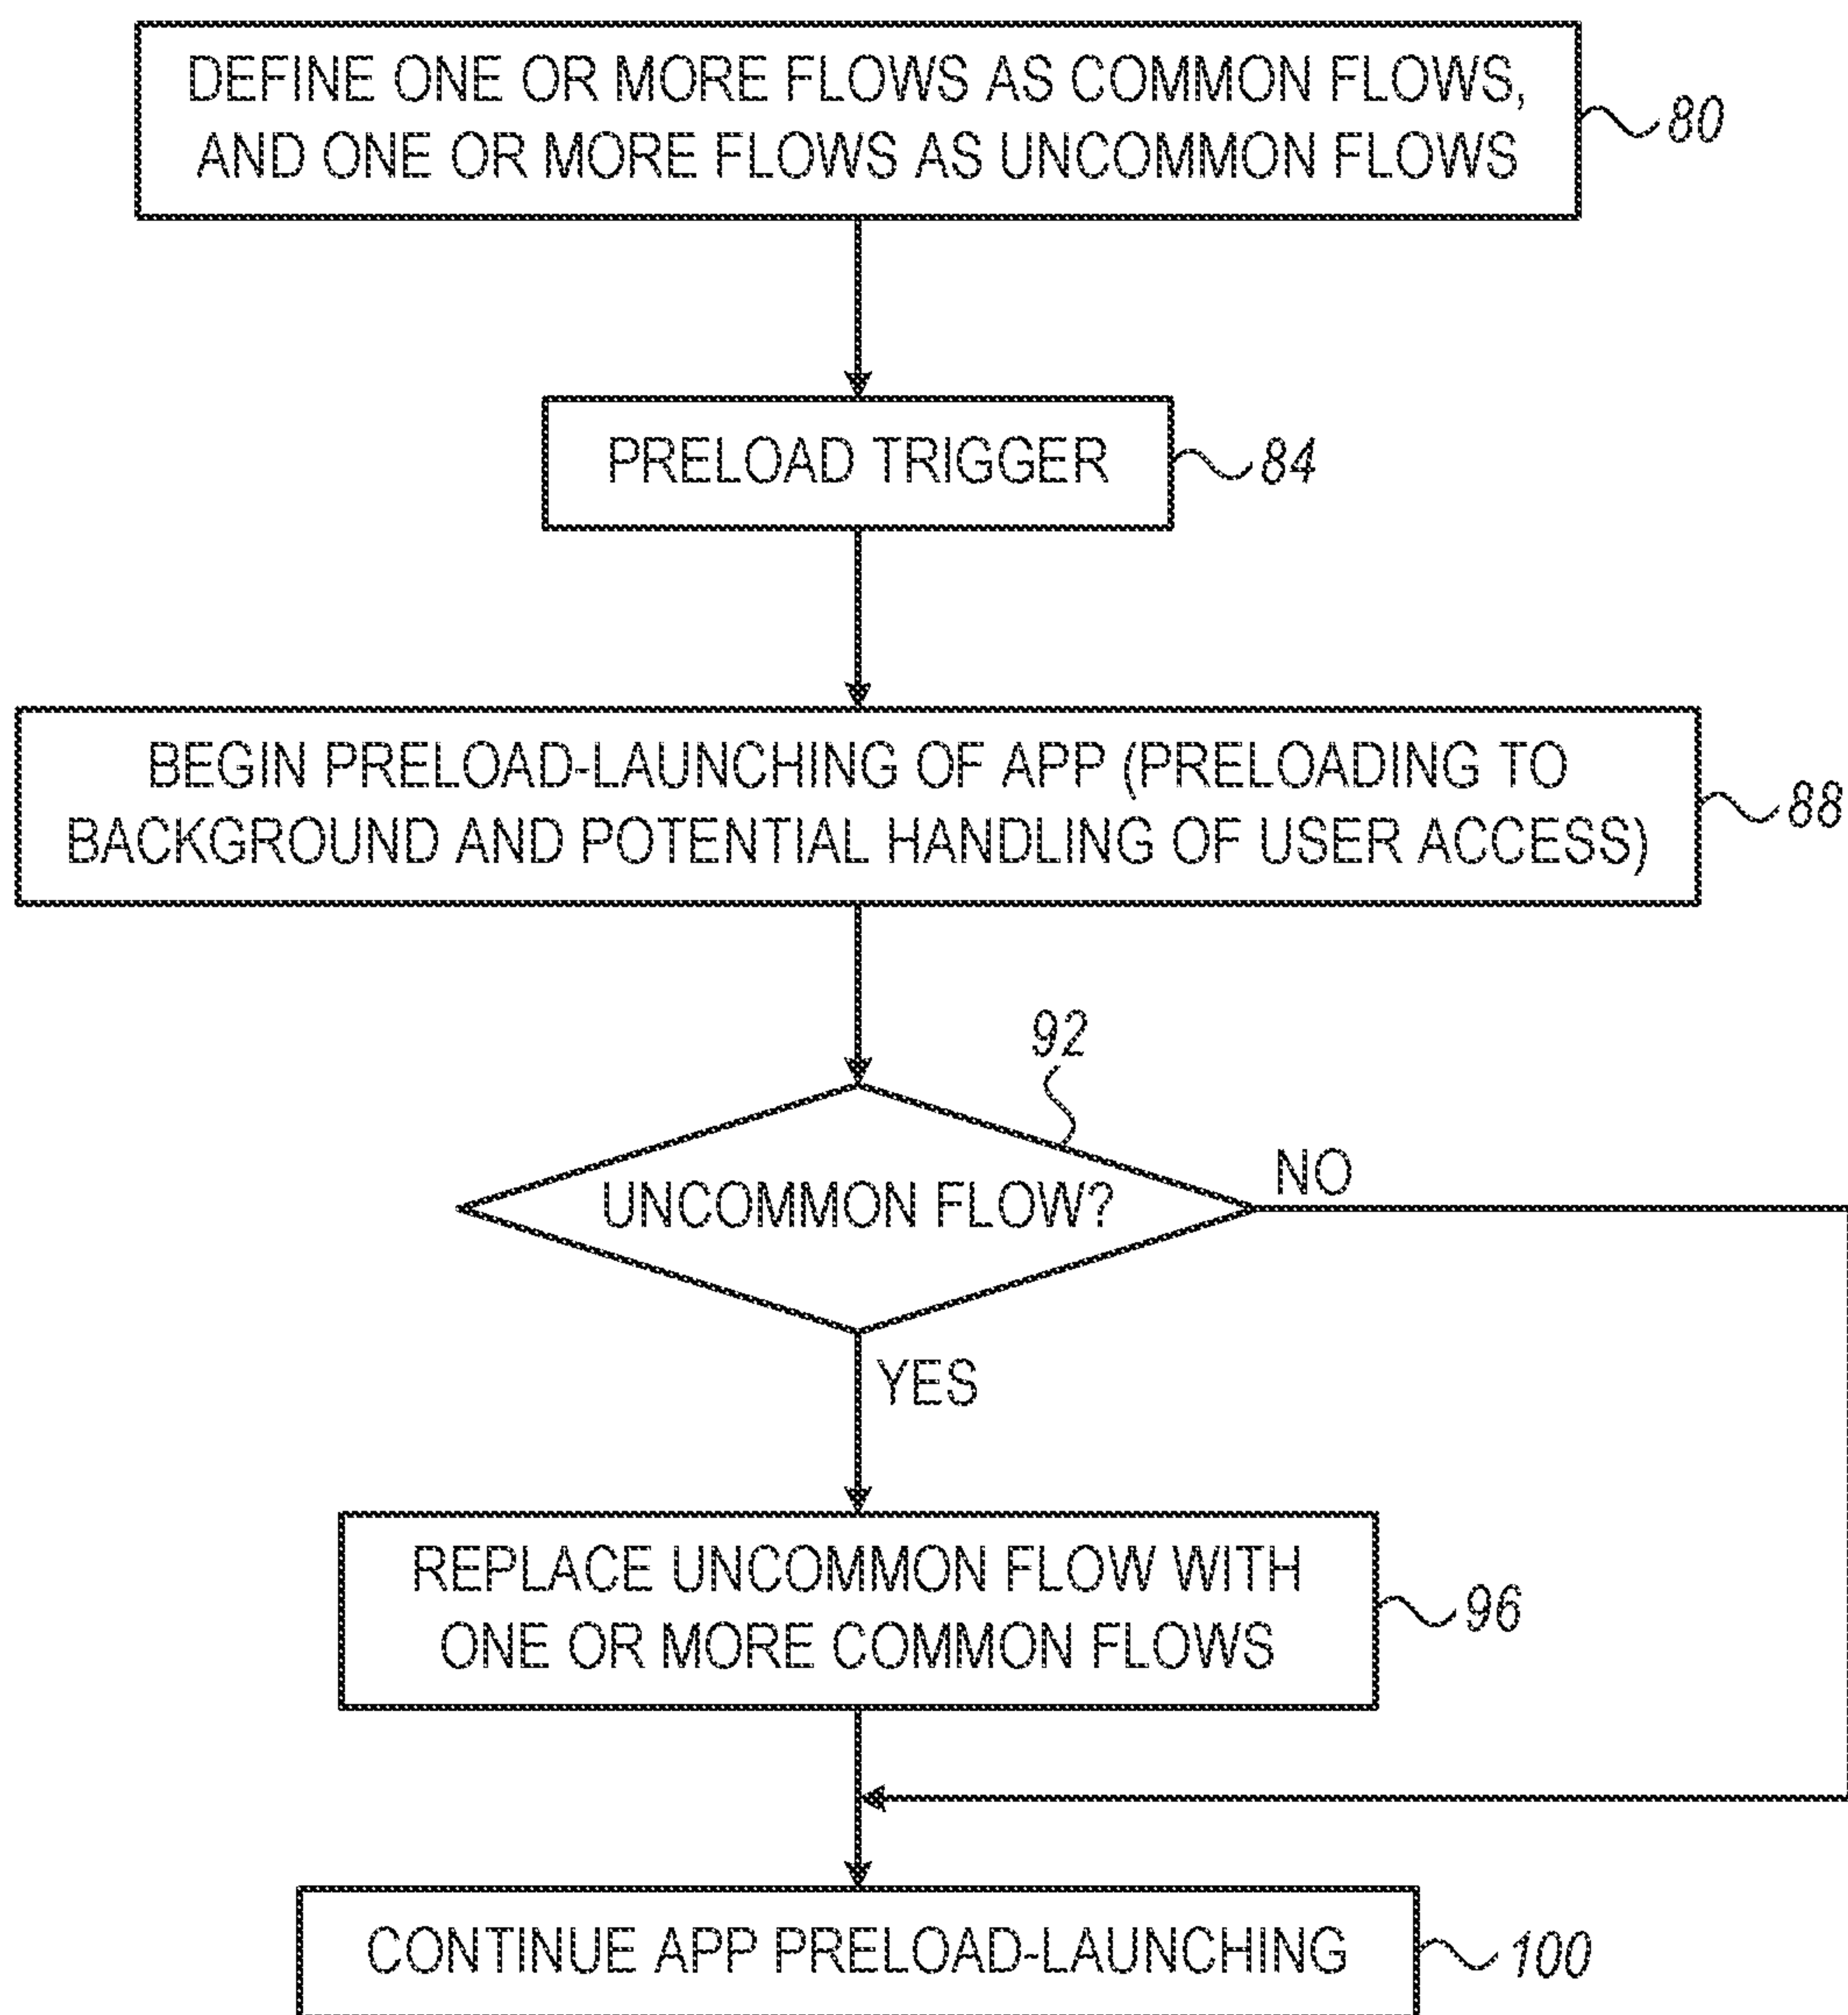 DEFINE ONE OR MORE FLOWS AS COMMON FLOWS,
AND ONE OR MORE FLOWS AS UNCOMMON FLOWS
80
PRELOAD TRIGGER
84
BEGIN PRELOAD-LAUNCHING OF APP (PRELOADING TO
BACKGROUND AND POTENTIAL HANDLING OF USER ACCESS)
88
92
UNCOMMON FLOW?
NO
YES
REPLACE UNCOMMON FLOW WITH
ONE OR MORE COMMON FLOWS
96
CONTINUE APP PRELOAD-LAUNCHING
100